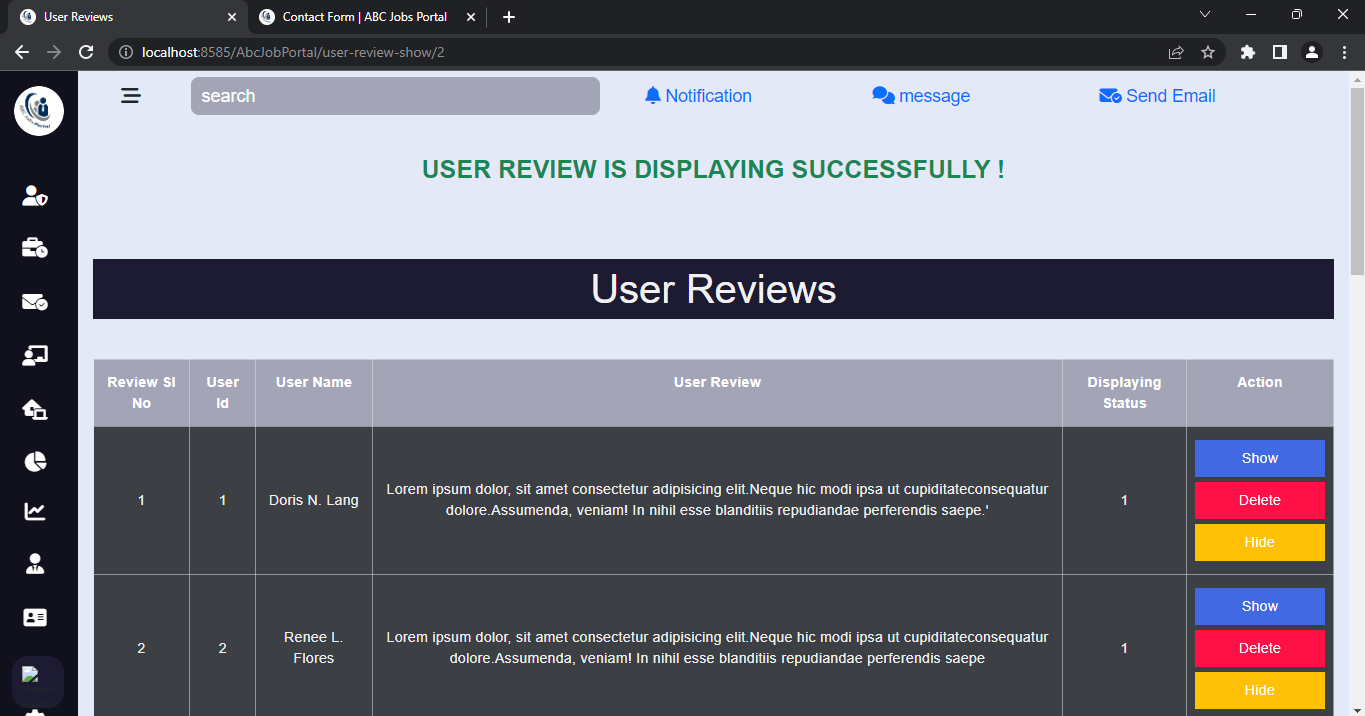 User Reviews
Contact Form | ABC Jobs Portal
localhost:8585/AbcJobPortal/user-review-show/2
search
Notification
message
Send Email
USER REVIEW IS DISPLAYING SUCCESSFULLY !
User Reviews
Review Sl No
User Id
User Name
User Review
Displaying Status
Action
1
1
Doris N. Lang
Lorem ipsum dolor, sit amet consectetur adipisicing elit.Neque hic modi ipsa ut cupiditateconsequatur
dolore.Assumenda, veniam! In nihil esse blanditiis repudiandae perferendis saepe.'
1
Show
Delete
Hide
2
2
Renee L.
Flores
Lorem ipsum dolor, sit amet consectetur adipisicing elit.Neque hic modi ipsa ut cupiditateconsequatur
dolore.Assumenda, veniam! In nihil esse blanditiis repudiandae perferendis saepe
1
Show
Delete
Hide